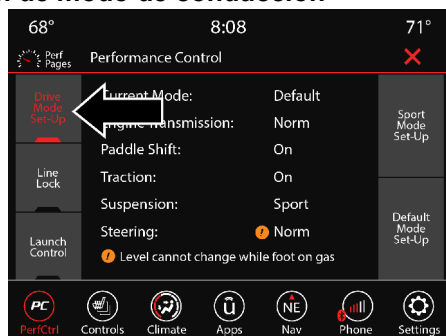 68°
8:08
71°
Perf
Pages
Performance Control
Drive
Mode
Set-Up
Current Mode:
Default
Engine Transmission:
Norm
Paddle Shift:
On
Traction:
On
Suspension:
Sport
Steering:
! Norm
! Level cannot change while foot on gas
Line
Lock
Launch
Control
Sport
Mode
Set-Up
Default
Mode
Set-Up
PC
û
NE
PerfCtrl
Controls
Climate
Apps
Nav
Phone
Settings